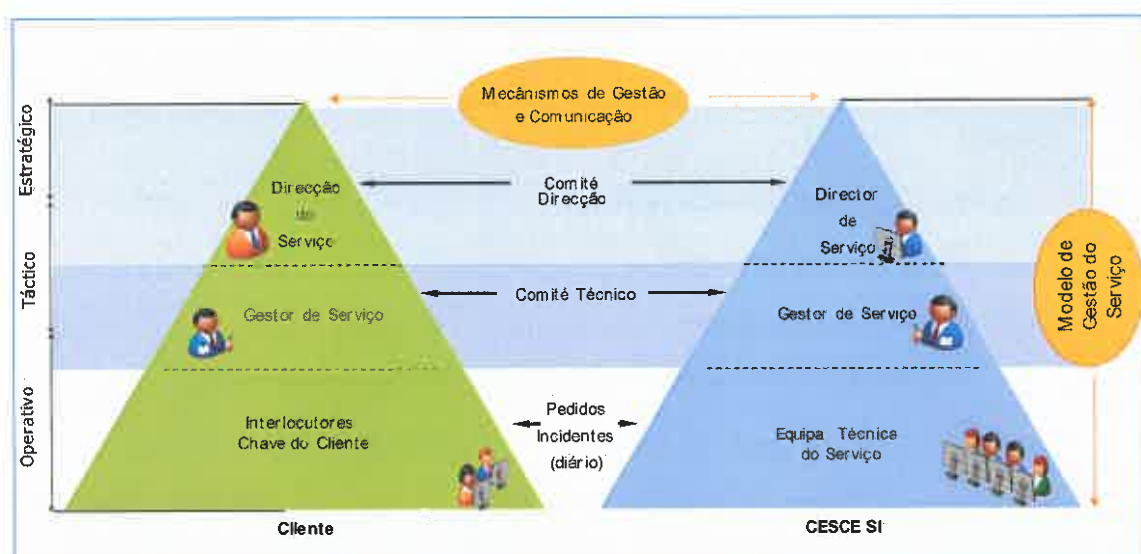 Mecânismos de Gestão
e Comunicação
Estratégico
Táctico
Operativo
Direcção
do
Serviço
Comité
Direcção
Director
de
Serviço
Gestor de Serviço
Comité Técnico
Gestor de Serviço
Interlocutores
Chave do Cliente
Pedidos
Incidentes
(diário)
Equipa Técnica
do Serviço
Modelo de
Gestão do
Serviço
Cliente
CESCE SI